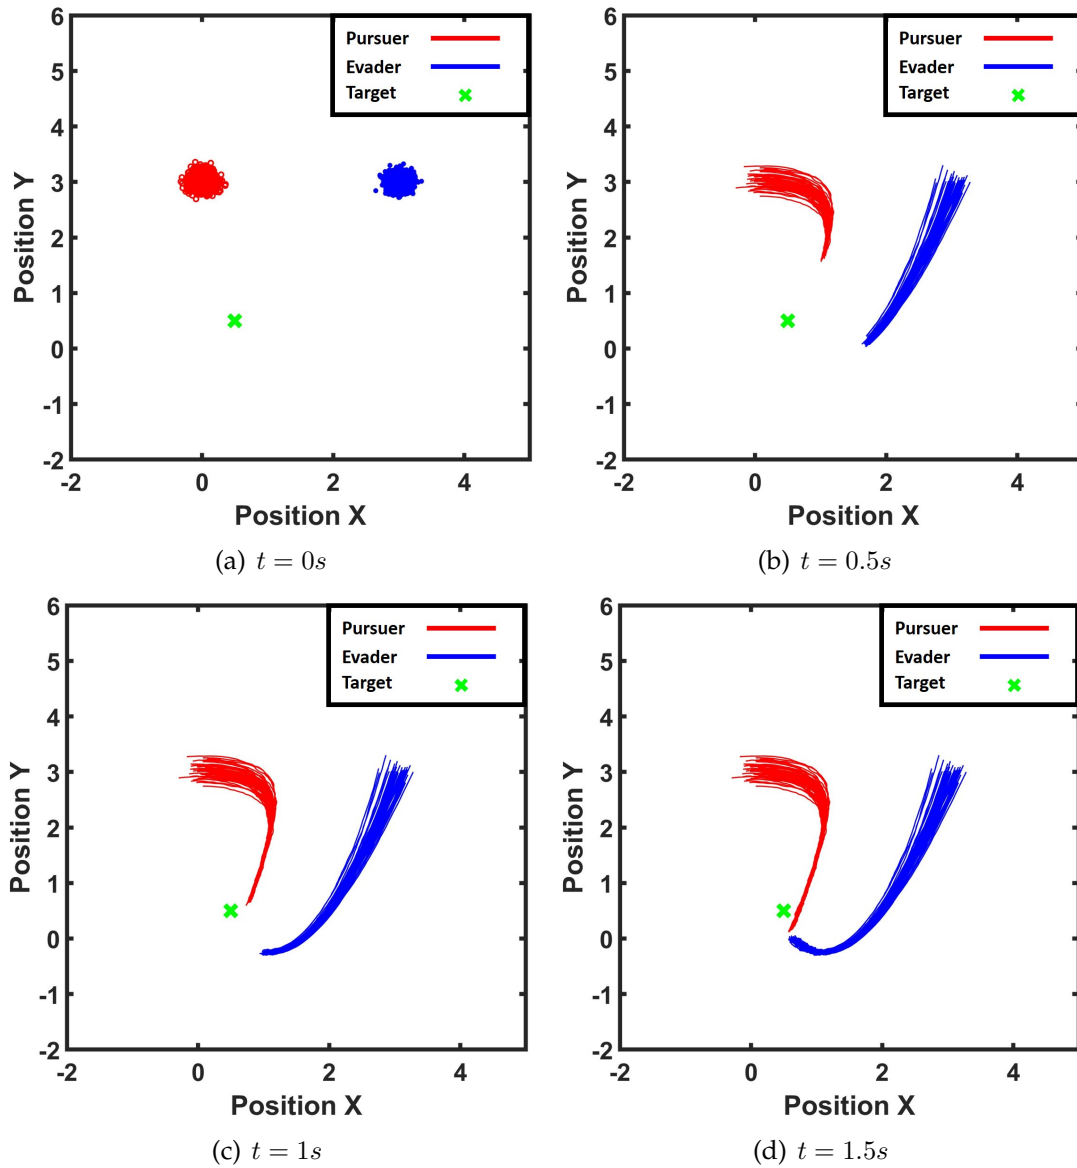 Pursuer
Evader
Target
6
5
4
3
2
1
0
-1
-2
Position Y
-2 0 2 4
Position X
(a) t = 0s
Pursuer
Evader
Target
6
5
4
3
2
1
0
-1
-2
Position Y
-2 0 2 4
Position X
(b) t = 0.5s
Pursuer
Evader
Target
6
5
4
3
2
1
0
-1
-2
Position Y
-2 0 2 4
Position X
(c) t = 1s
Pursuer
Evader
Target
6
5
4
3
2
1
0
-1
-2
Position Y
-2 0 2 4
Position X
(d) t = 1.5s